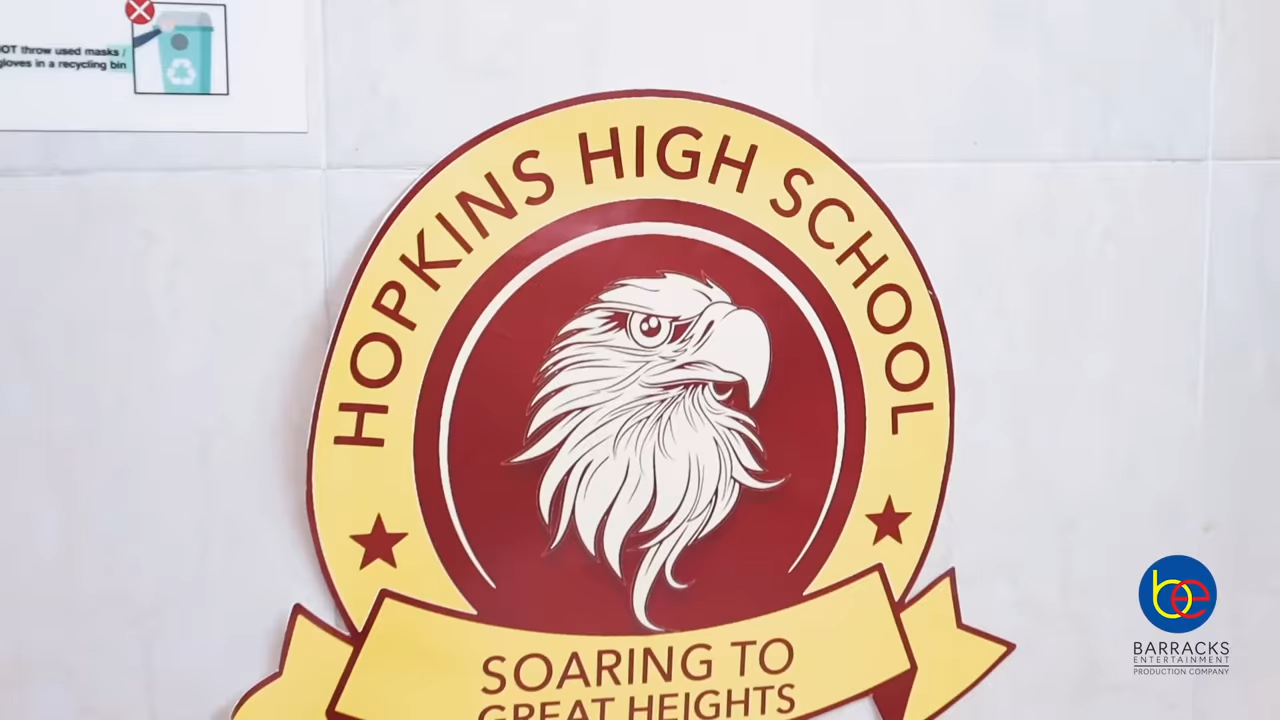 OT throw used masks /
gloves in a recycling bin
HOPKINS HIGH SCHOOL
SOARING TO
GREAT HEIGHTS
be
BARRACKS
ENTERTAINMENT
PRODUCTION COMPANY